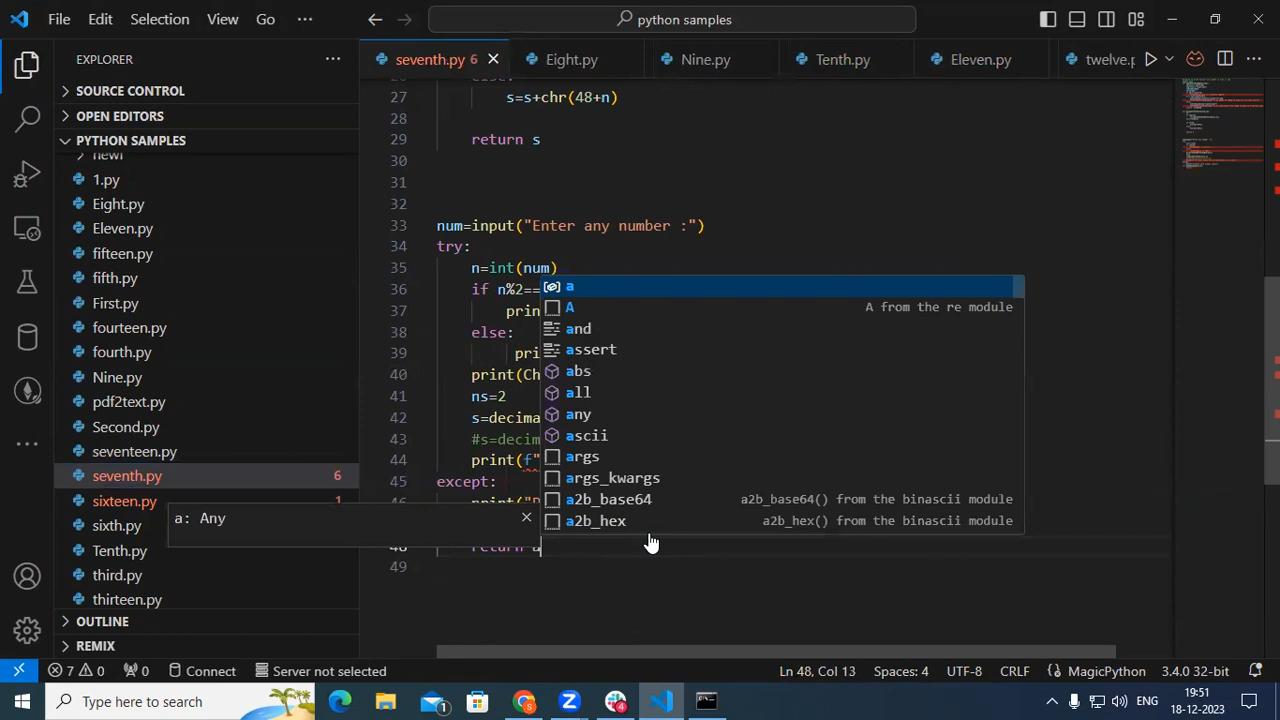 File Edit Selection View Go ··· python samples
EXPLORER ···
SOURCE CONTROL
OPEN EDITORS
PYTHON SAMPLES
1.py
Eight.py
Eleven.py
fifteen.py
fifth.py
First.py
fourteen.py
fourth.py
Nine.py
pdf2text.py
Second.py
seventeen.py
seventh.py 6
sixteen.py 1
sixth.py
Tenth.py
third.py
thirteen.py
OUTLINE
REMIX
seventh.py 6 Eight.py Nine.py Tenth.py Eleven.py twelve.p
27 s=s+chr(48+n)
28
29 return s
30
31
32
33 num=input("Enter any number :")
34 try:
35 n=int(num)
36 if n%2==
37 prin
38 else:
39 pri
40 print(Ch
41 ns=2
42 s=decima
43 #s=decim
44 print(f"
45 except:
48 return a
49
a
A A from the re module
and
assert
abs
all
any
ascii
args
args_kwargs
a2b_base64 a2b_base64() from the binascii module
a2b_hex a2b_hex() from the binascii module
a: Any
7 0 0 Connect Server not selected Ln 48, Col 13 Spaces: 4 UTF-8 CRLF MagicPython 3.4.0 32-bit
Type here to search 1 4 ENG 19:51
18-12-2023